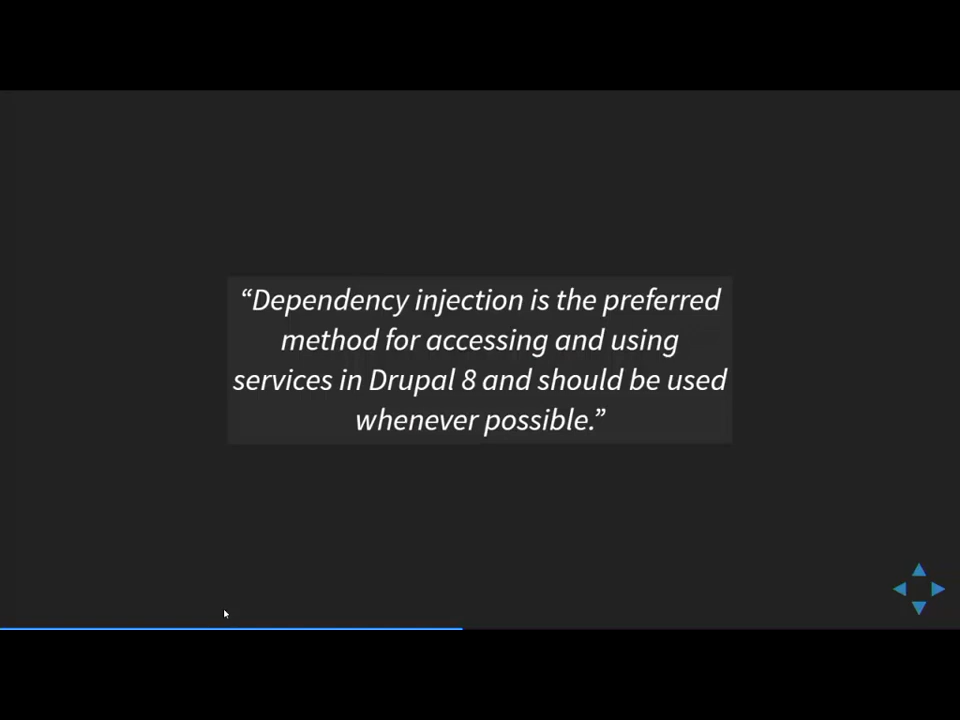 “Dependency injection is the preferred
method for accessing and using
services in Drupal 8 and should be used
whenever possible.”